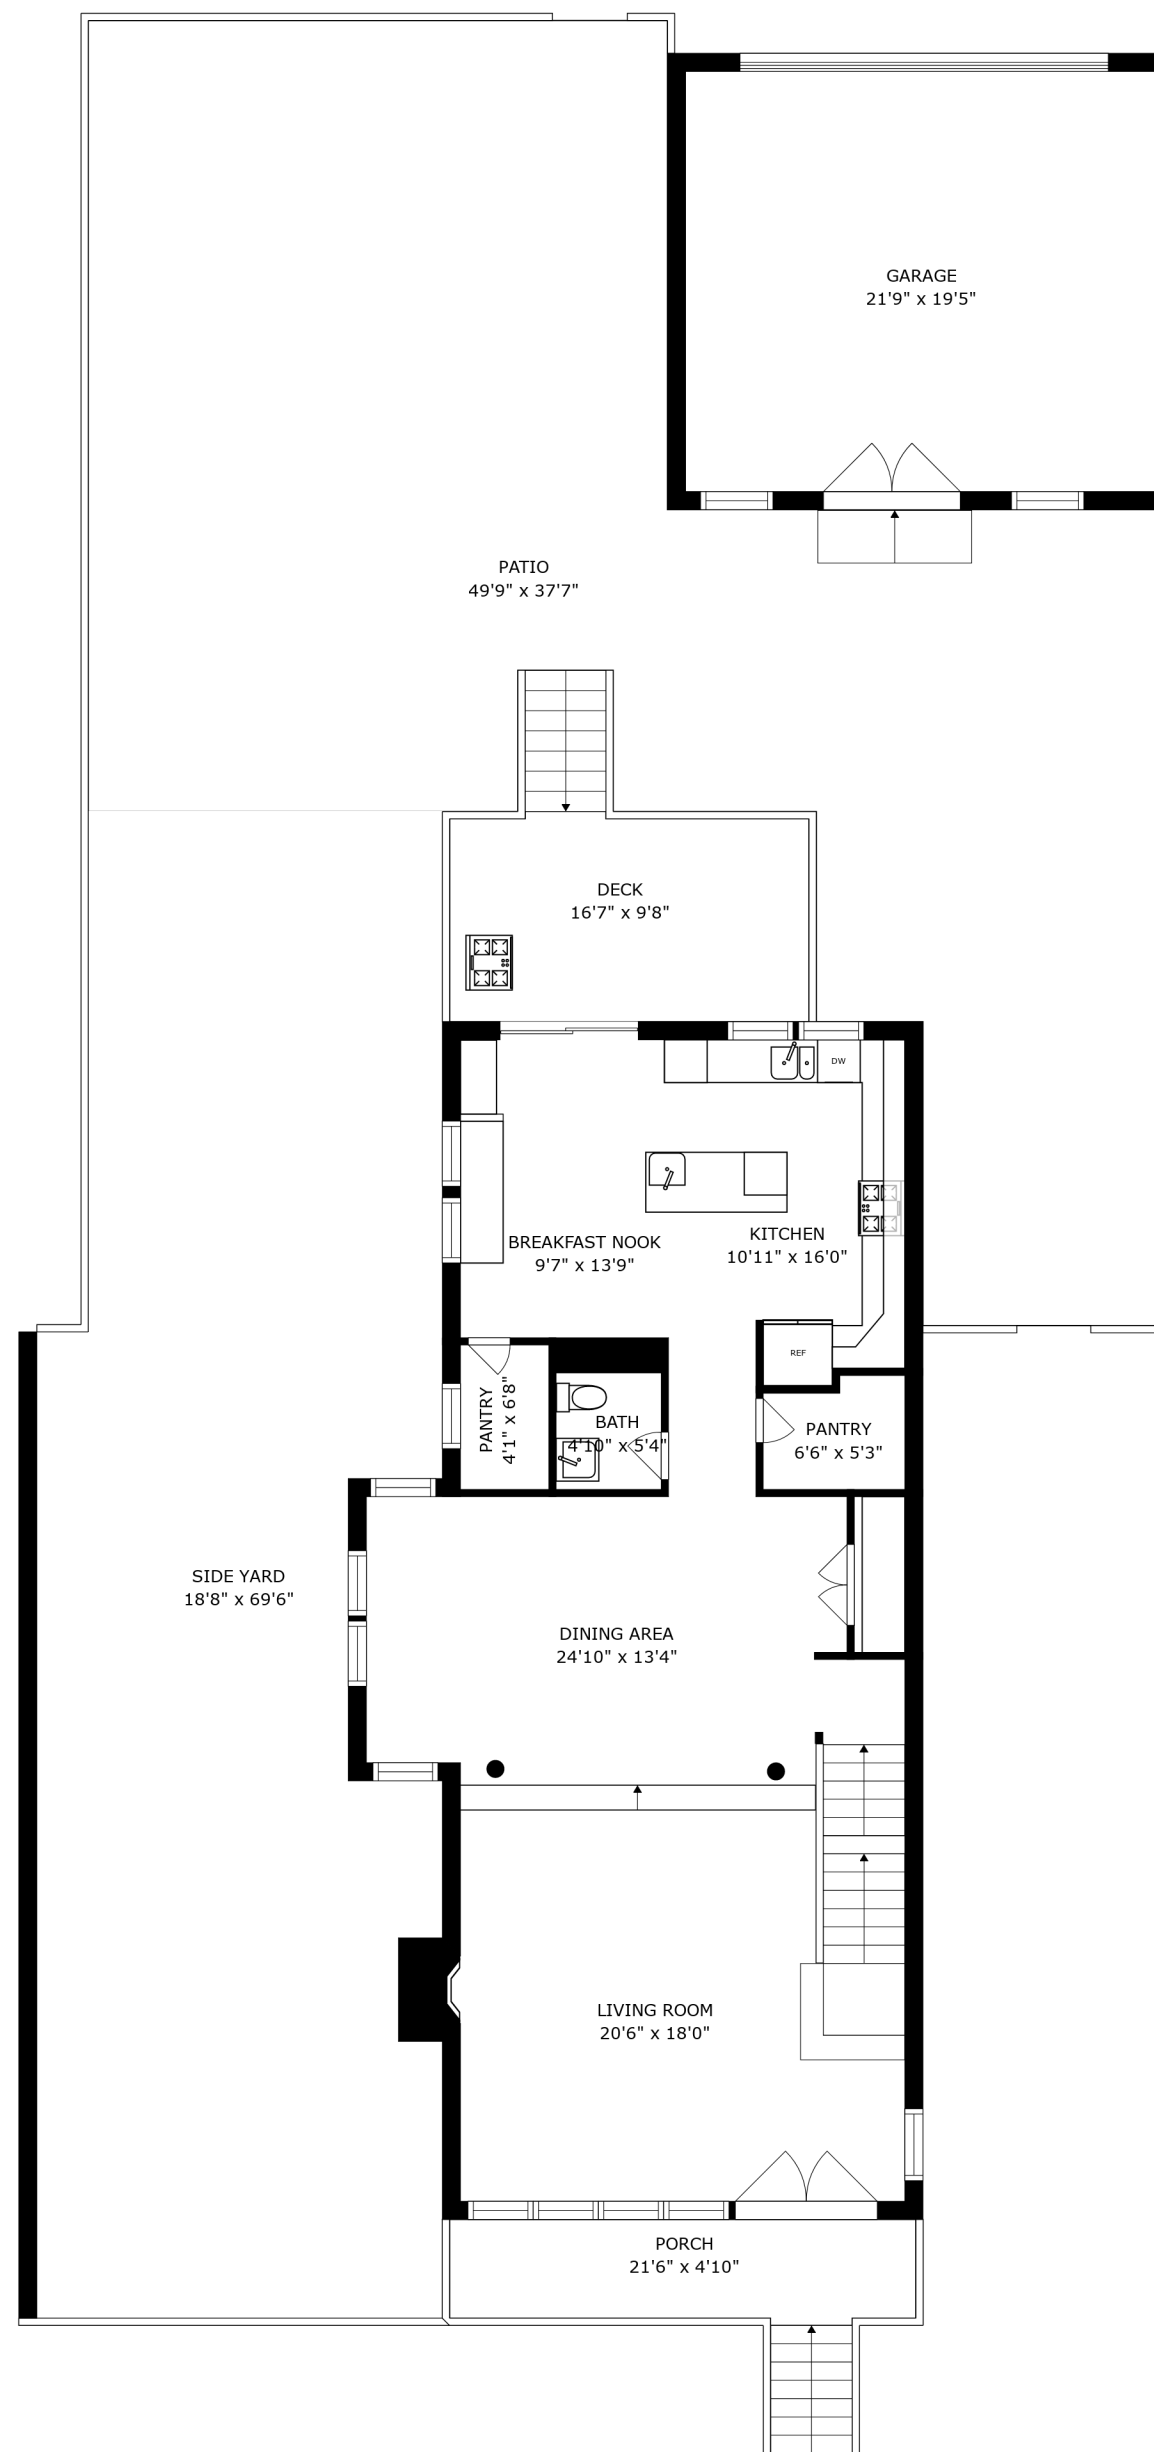 GARAGE
21'9" x 19'5"
PATIO
49'9" x 37'7"
DECK
16'7" x 9'8"
DW
BREAKFAST NOOK
9'7" x 13'9"
KITCHEN
10'11" x 16'0"
REF
PANTRY
4'1" x 6'8"
BATH
4'10" x 5'4"
PANTRY
6'6" x 5'3"
SIDE YARD
18'8" x 69'6"
DINING AREA
24'10" x 13'4"
LIVING ROOM
20'6" x 18'0"
PORCH
21'6" x 4'10"